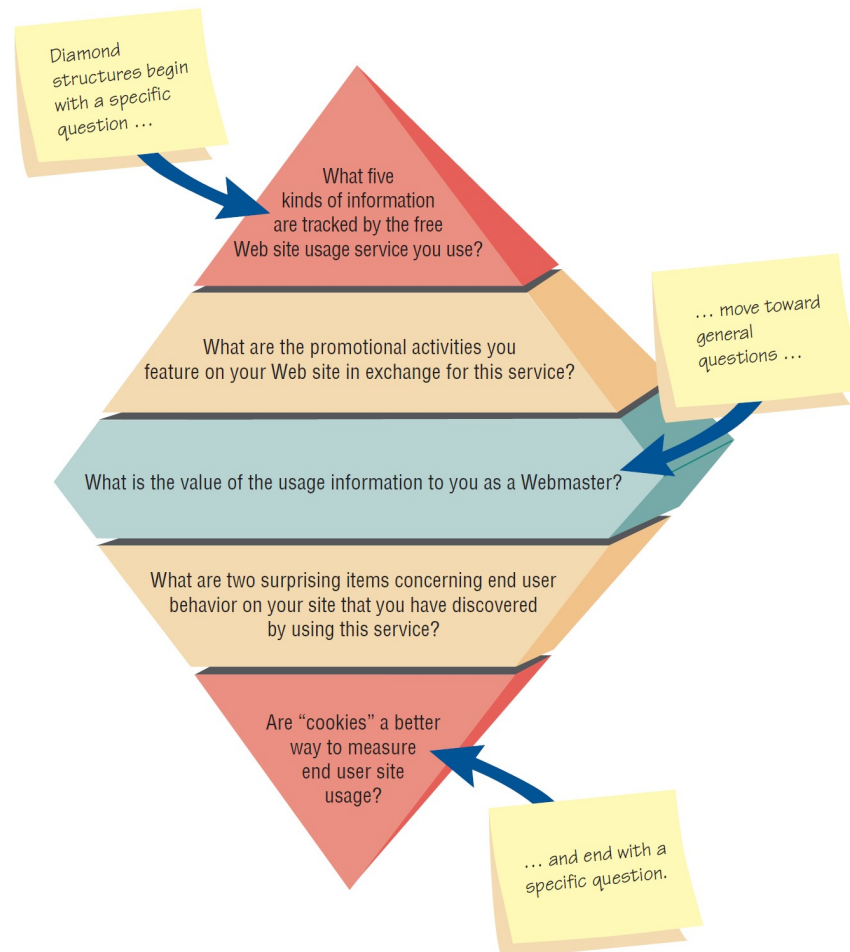 Diamond
structures begin
with a specific
question …
What five
kinds of information
are tracked by the free
Web site usage service you use?
What are the promotional activities you
feature on your Web site in exchange for this service?
… move toward
general
questions …
What is the value of the usage information to you as a Webmaster?
What are two surprising items concerning end user
behavior on your site that you have discovered
by using this service?
Are “cookies” a better
way to measure
end user site
usage?
… and end with a
specific question.